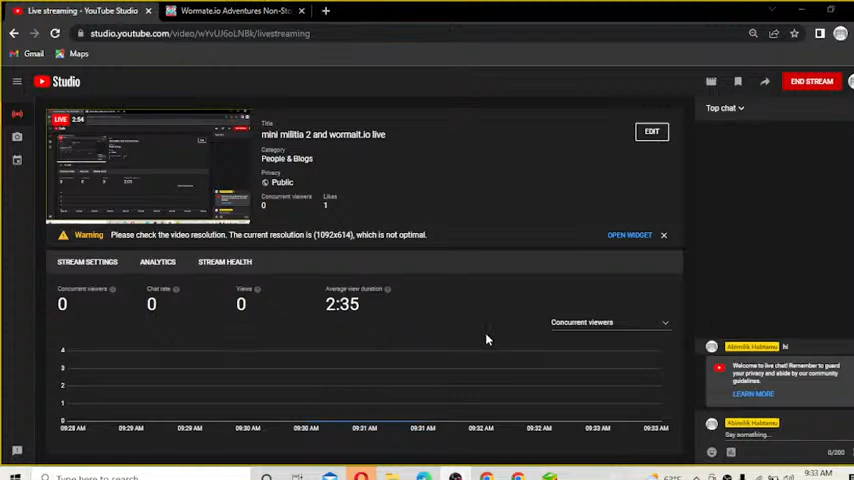 Live streaming - YouTube Studio
Wormate.io Adventures Non-Sto
studio.youtube.com/video/wYvUJ6oLNBk/livestreaming
Gmail
Maps
Studio
END STREAM
LIVE 2:54
Title
mini militia 2 and wormait.io live
EDIT
Top chat
Category
People & Blogs
Privacy
Public
Concurrent viewers
Likes
0
1
Warning Please check the video resolution. The current resolution is (1092x614), which is not optimal.
OPEN WIDGET
STREAM SETTINGS
ANALYTICS
STREAM HEALTH
Concurrent viewers
Chat rate
Views
Average view duration
0
0
0
2:35
Concurrent viewers
4
3
2
1
0
09:28 AM
09:29 AM
09:29 AM
09:30 AM
09:30 AM
09:31 AM
09:31 AM
09:32 AM
09:32 AM
09:33 AM
09:33 AM
Abimilik Habtamu hi
Welcome to live chat! Remember to guard
your privacy and abide by our community
guidelines.
LEARN MORE
Abimilik Habtamu
Say something...
0/200
Type here to search
63°F
9:33 AM